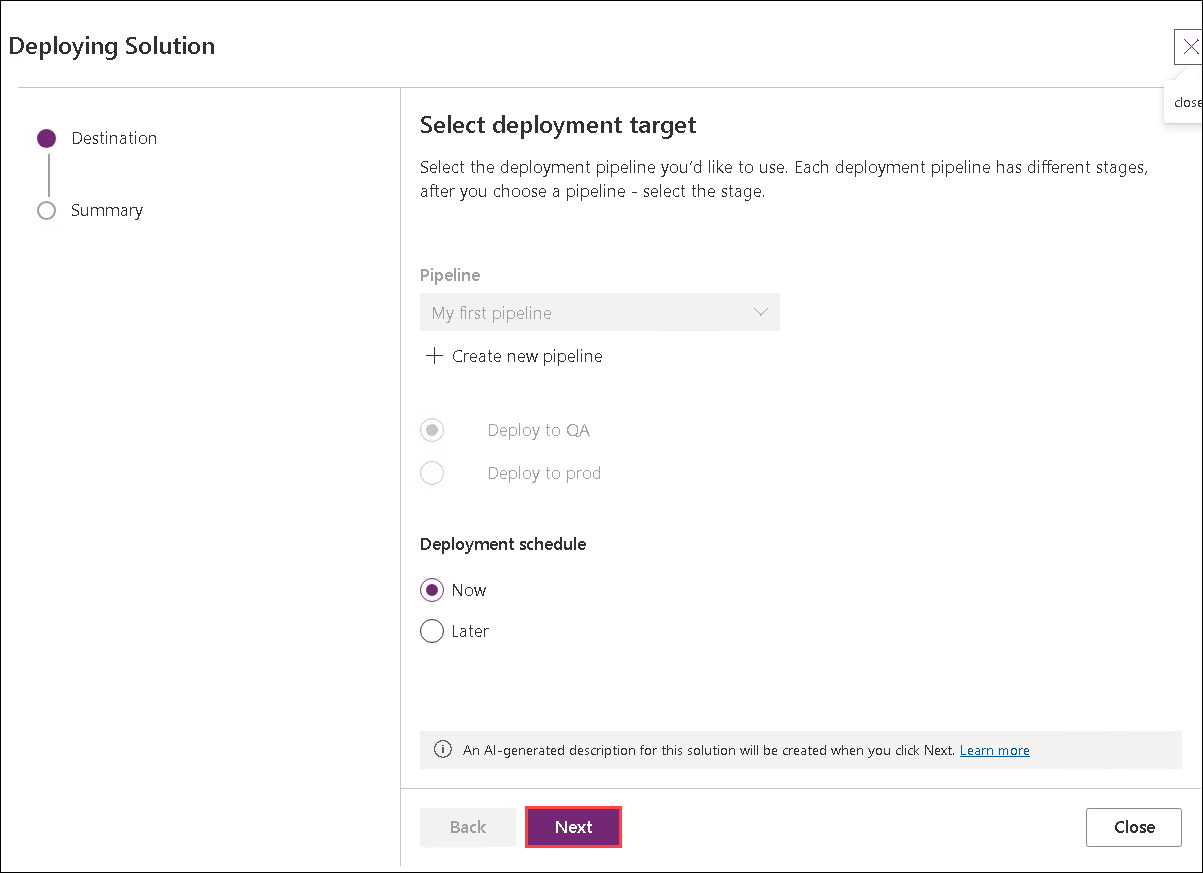 Deploying Solution
close
Destination
Summary
Select deployment target
Select the deployment pipeline you'd like to use. Each deployment pipeline has different stages,
after you choose a pipeline - select the stage.
Pipeline
My first pipeline
Create new pipeline
Deploy to QA
Deploy to prod
Deployment schedule
Now
Later
An AI-generated description for this solution will be created when you click Next. Learn more
Back
Next
Close